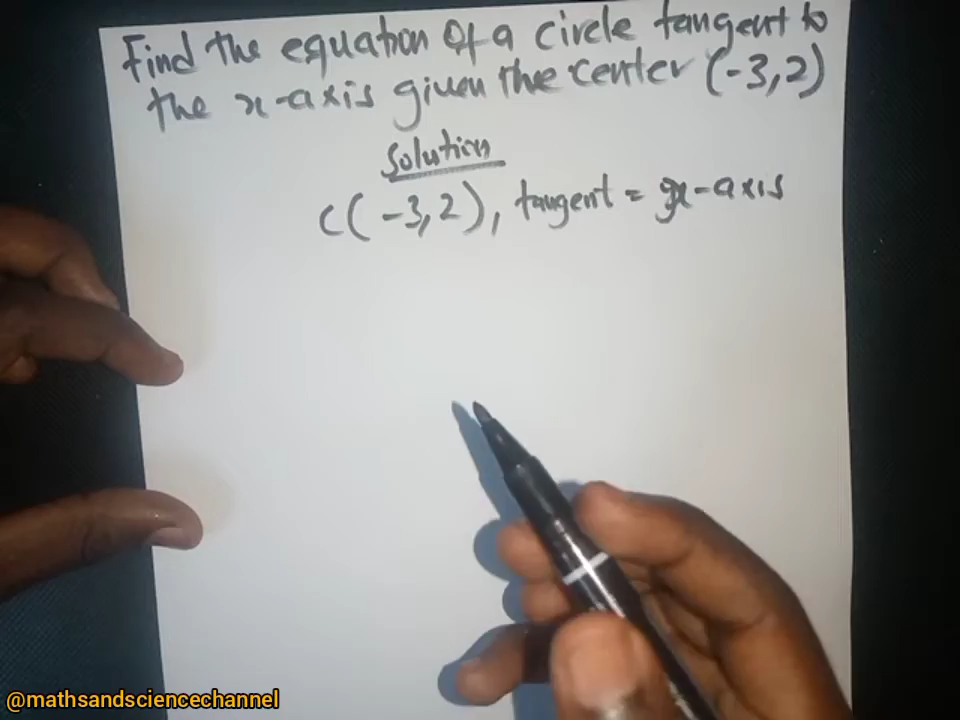 Find the equation of a circle tangent to
the x-axis given the center (-3,2)
Solution
C(-3,2), tangent = x-axis
@mathsandsciencechannel